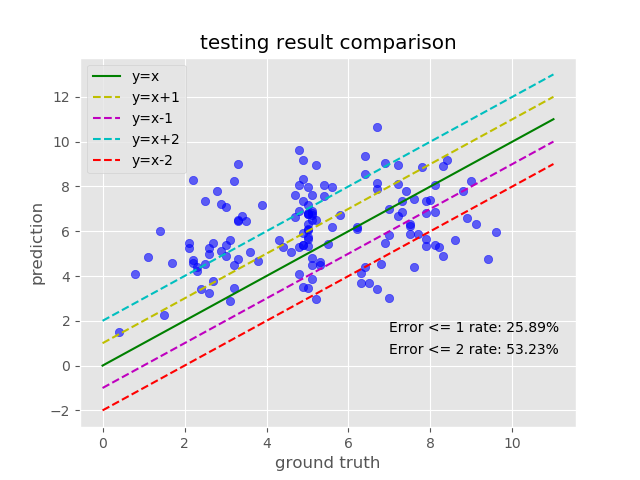 testing result comparison
y=x
y=x+1
y=x-1
y=x+2
y=x-2
12
10
8
6
4
2
0
−2
prediction
Error <= 1 rate: 25.89%
Error <= 2 rate: 53.23%
0 2 4 6 8 10
ground truth